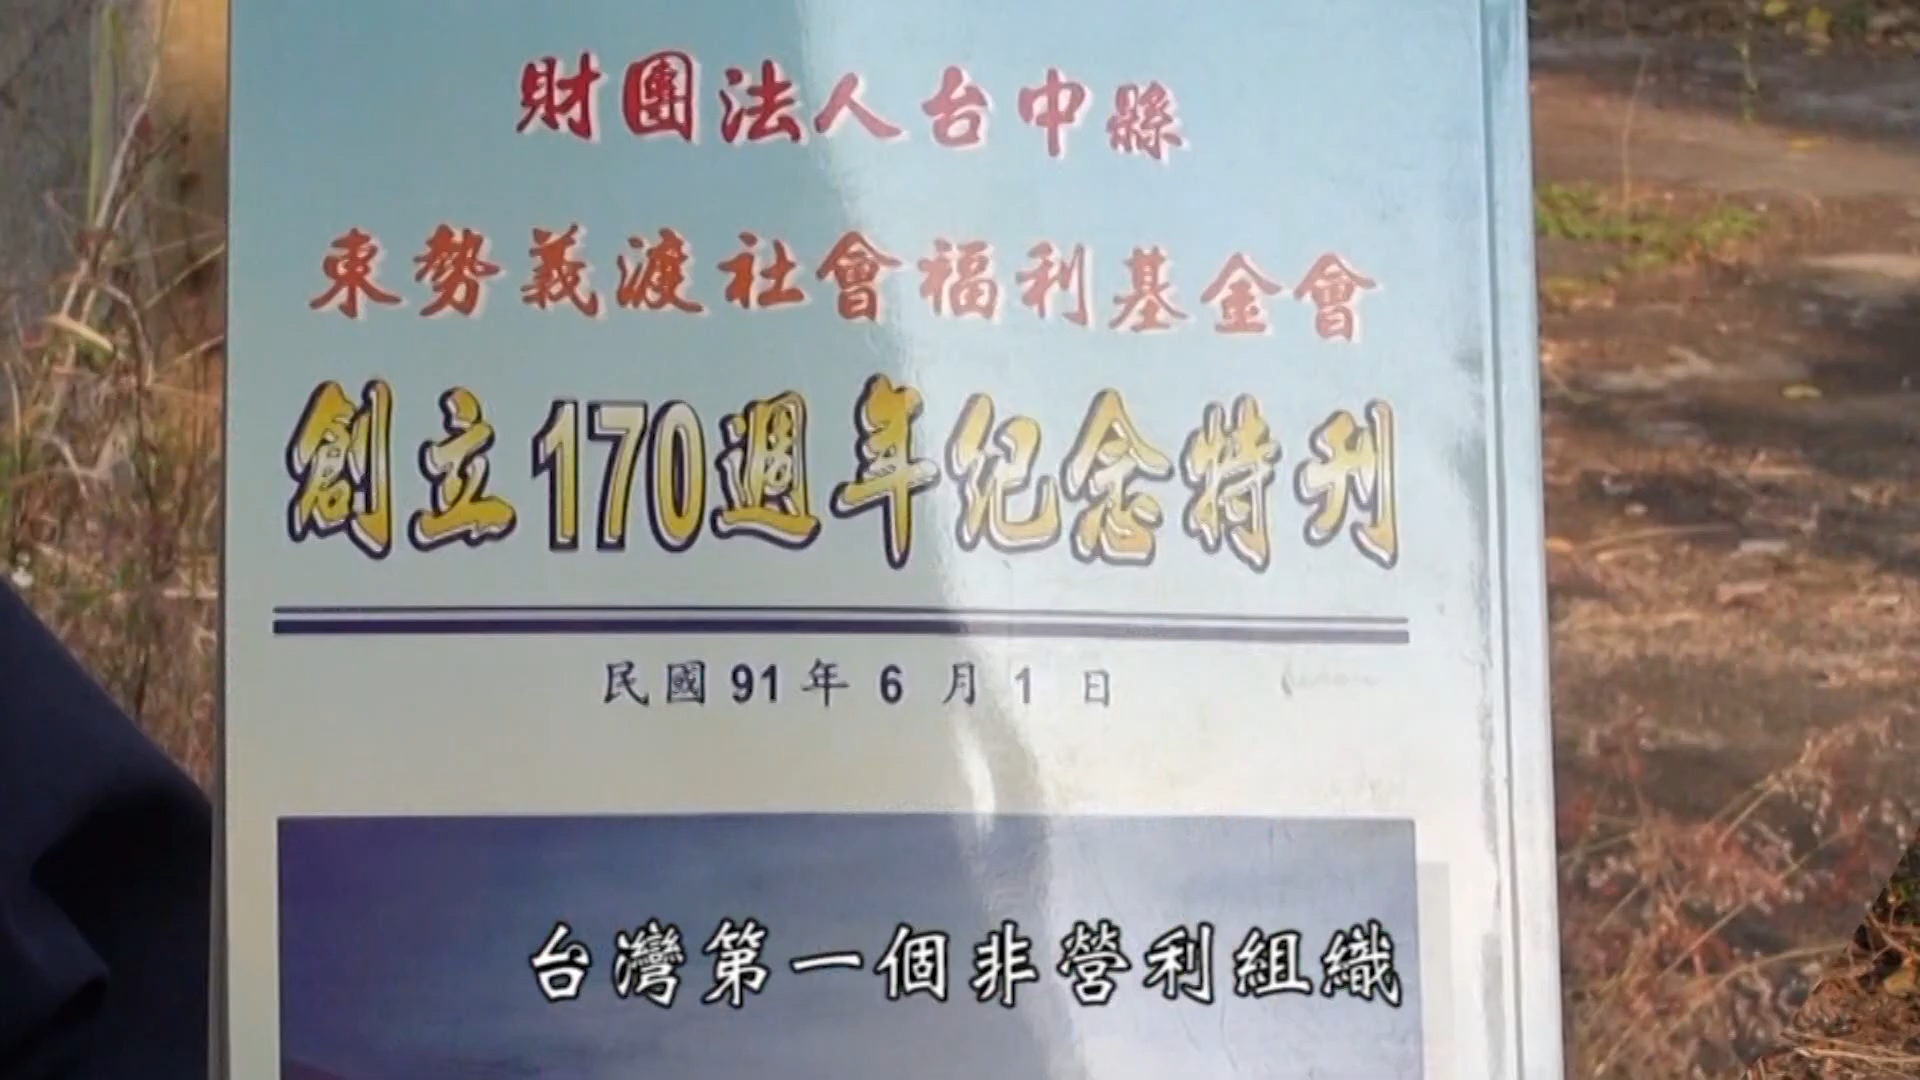 財團法人台中縣
東勢義渡社會福利基金會
創立170週年紀念特刊
民國91年6月1日
台灣第一個非營利組織